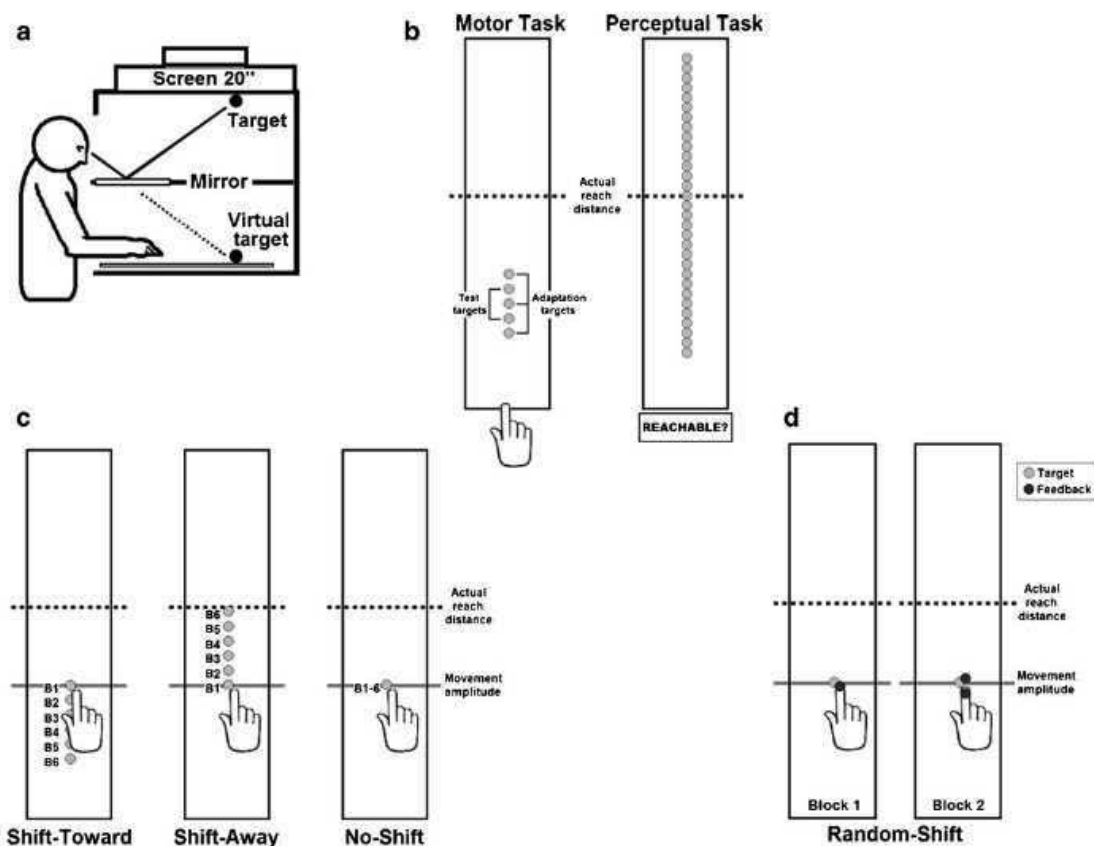 a
Screen 20"
Target
Mirror
Virtual
target
b
Motor Task
Perceptual Task
Actual
reach
distance
Test
targets
Adaptation
targets
REACHABLE?
c
B1
B2
B3
B4
B5
B6
Shift-Toward
B6
B5
B4
B3
B2
B1
Shift-Away
B1-6
No-Shift
Actual
reach
distance
Movement
amplitude
d
Target
Feedback
Actual
reach
distance
Movement
amplitude
Block 1
Block 2
Random-Shift